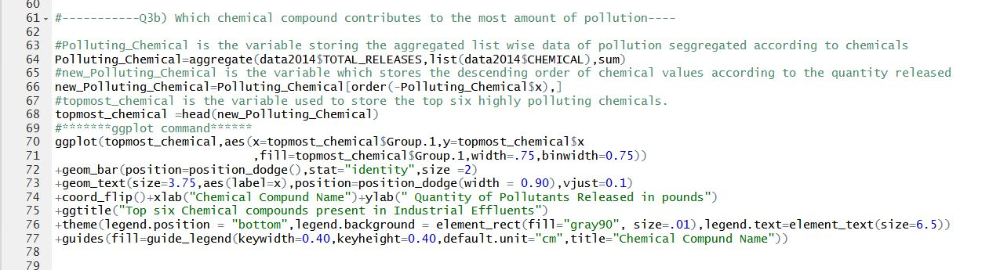 60
61 #-----------Q3b) Which chemical compound contributes to the most amount of pollution----
62
63 #Polluting_Chemical is the variable storing the aggregated list wise data of pollution seggregated according to chemicals
64 Polluting_Chemical=aggregate(data2014$TOTAL_RELEASES,list(data2014$CHEMICAL),sum)
65 #new_Polluting_Chemical is the variable which stores the descending order of chemical values according to the quantity released
66 new_Polluting_Chemical=Polluting_Chemical[order(-Polluting_Chemical$x),]
67 #topmost_chemical is the variable used to store the top six highly polluting chemicals.
68 topmost_chemical =head(new_Polluting_Chemical)
69 #*******ggplot command******
70 ggplot(topmost_chemical,aes(x=topmost_chemical$Group.1,y=topmost_chemical$x
71 ,fill=topmost_chemical$Group.1,width=.75,binwidth=0.75))
72 +geom_bar(position=position_dodge(),stat="identity",size =2)
73 +geom_text(size=3.75,aes(label=x),position=position_dodge(width = 0.90),vjust=0.1)
74 +coord_flip()+xlab("Chemical Compund Name")+ylab(" Quantity of Pollutants Released in pounds")
75 +ggtitle("Top six Chemical compounds present in Industrial Effluents")
76 +theme(legend.position = "bottom",legend.background = element_rect(fill="gray90", size=.01),legend.text=element_text(size=6.5))
77 +guides(fill=guide_legend(keywidth=0.40,keyheight=0.40,default.unit="cm",title="Chemical Compund Name"))
78
79